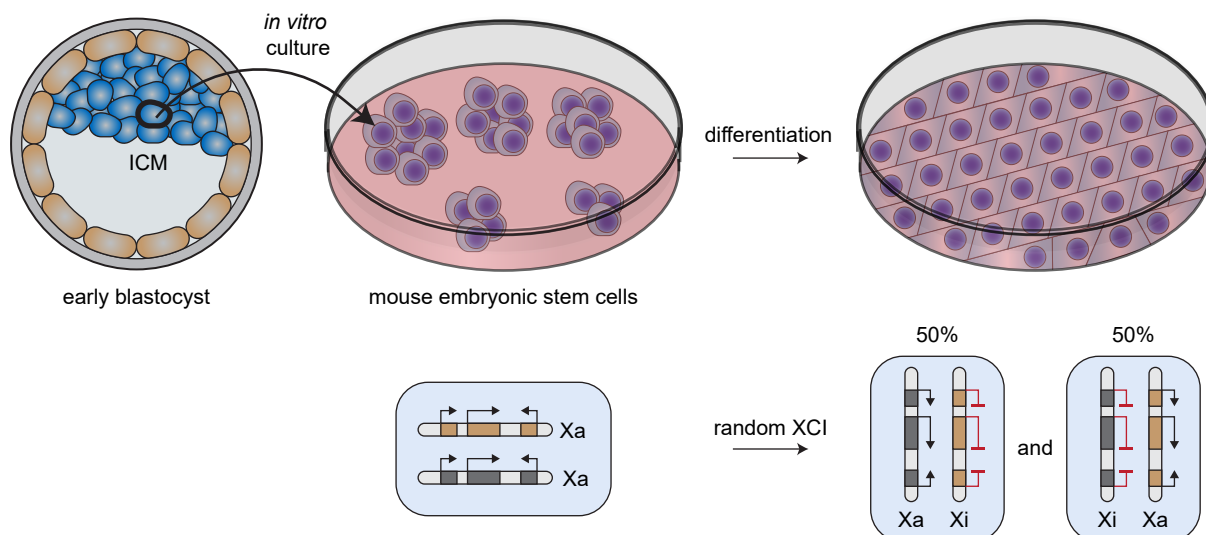 in vitro
culture
ICM
differentiation
early blastocyst
mouse embryonic stem cells
50%
50%
Xa
Xa
random XCI
and
Xa
Xi
Xi
Xa